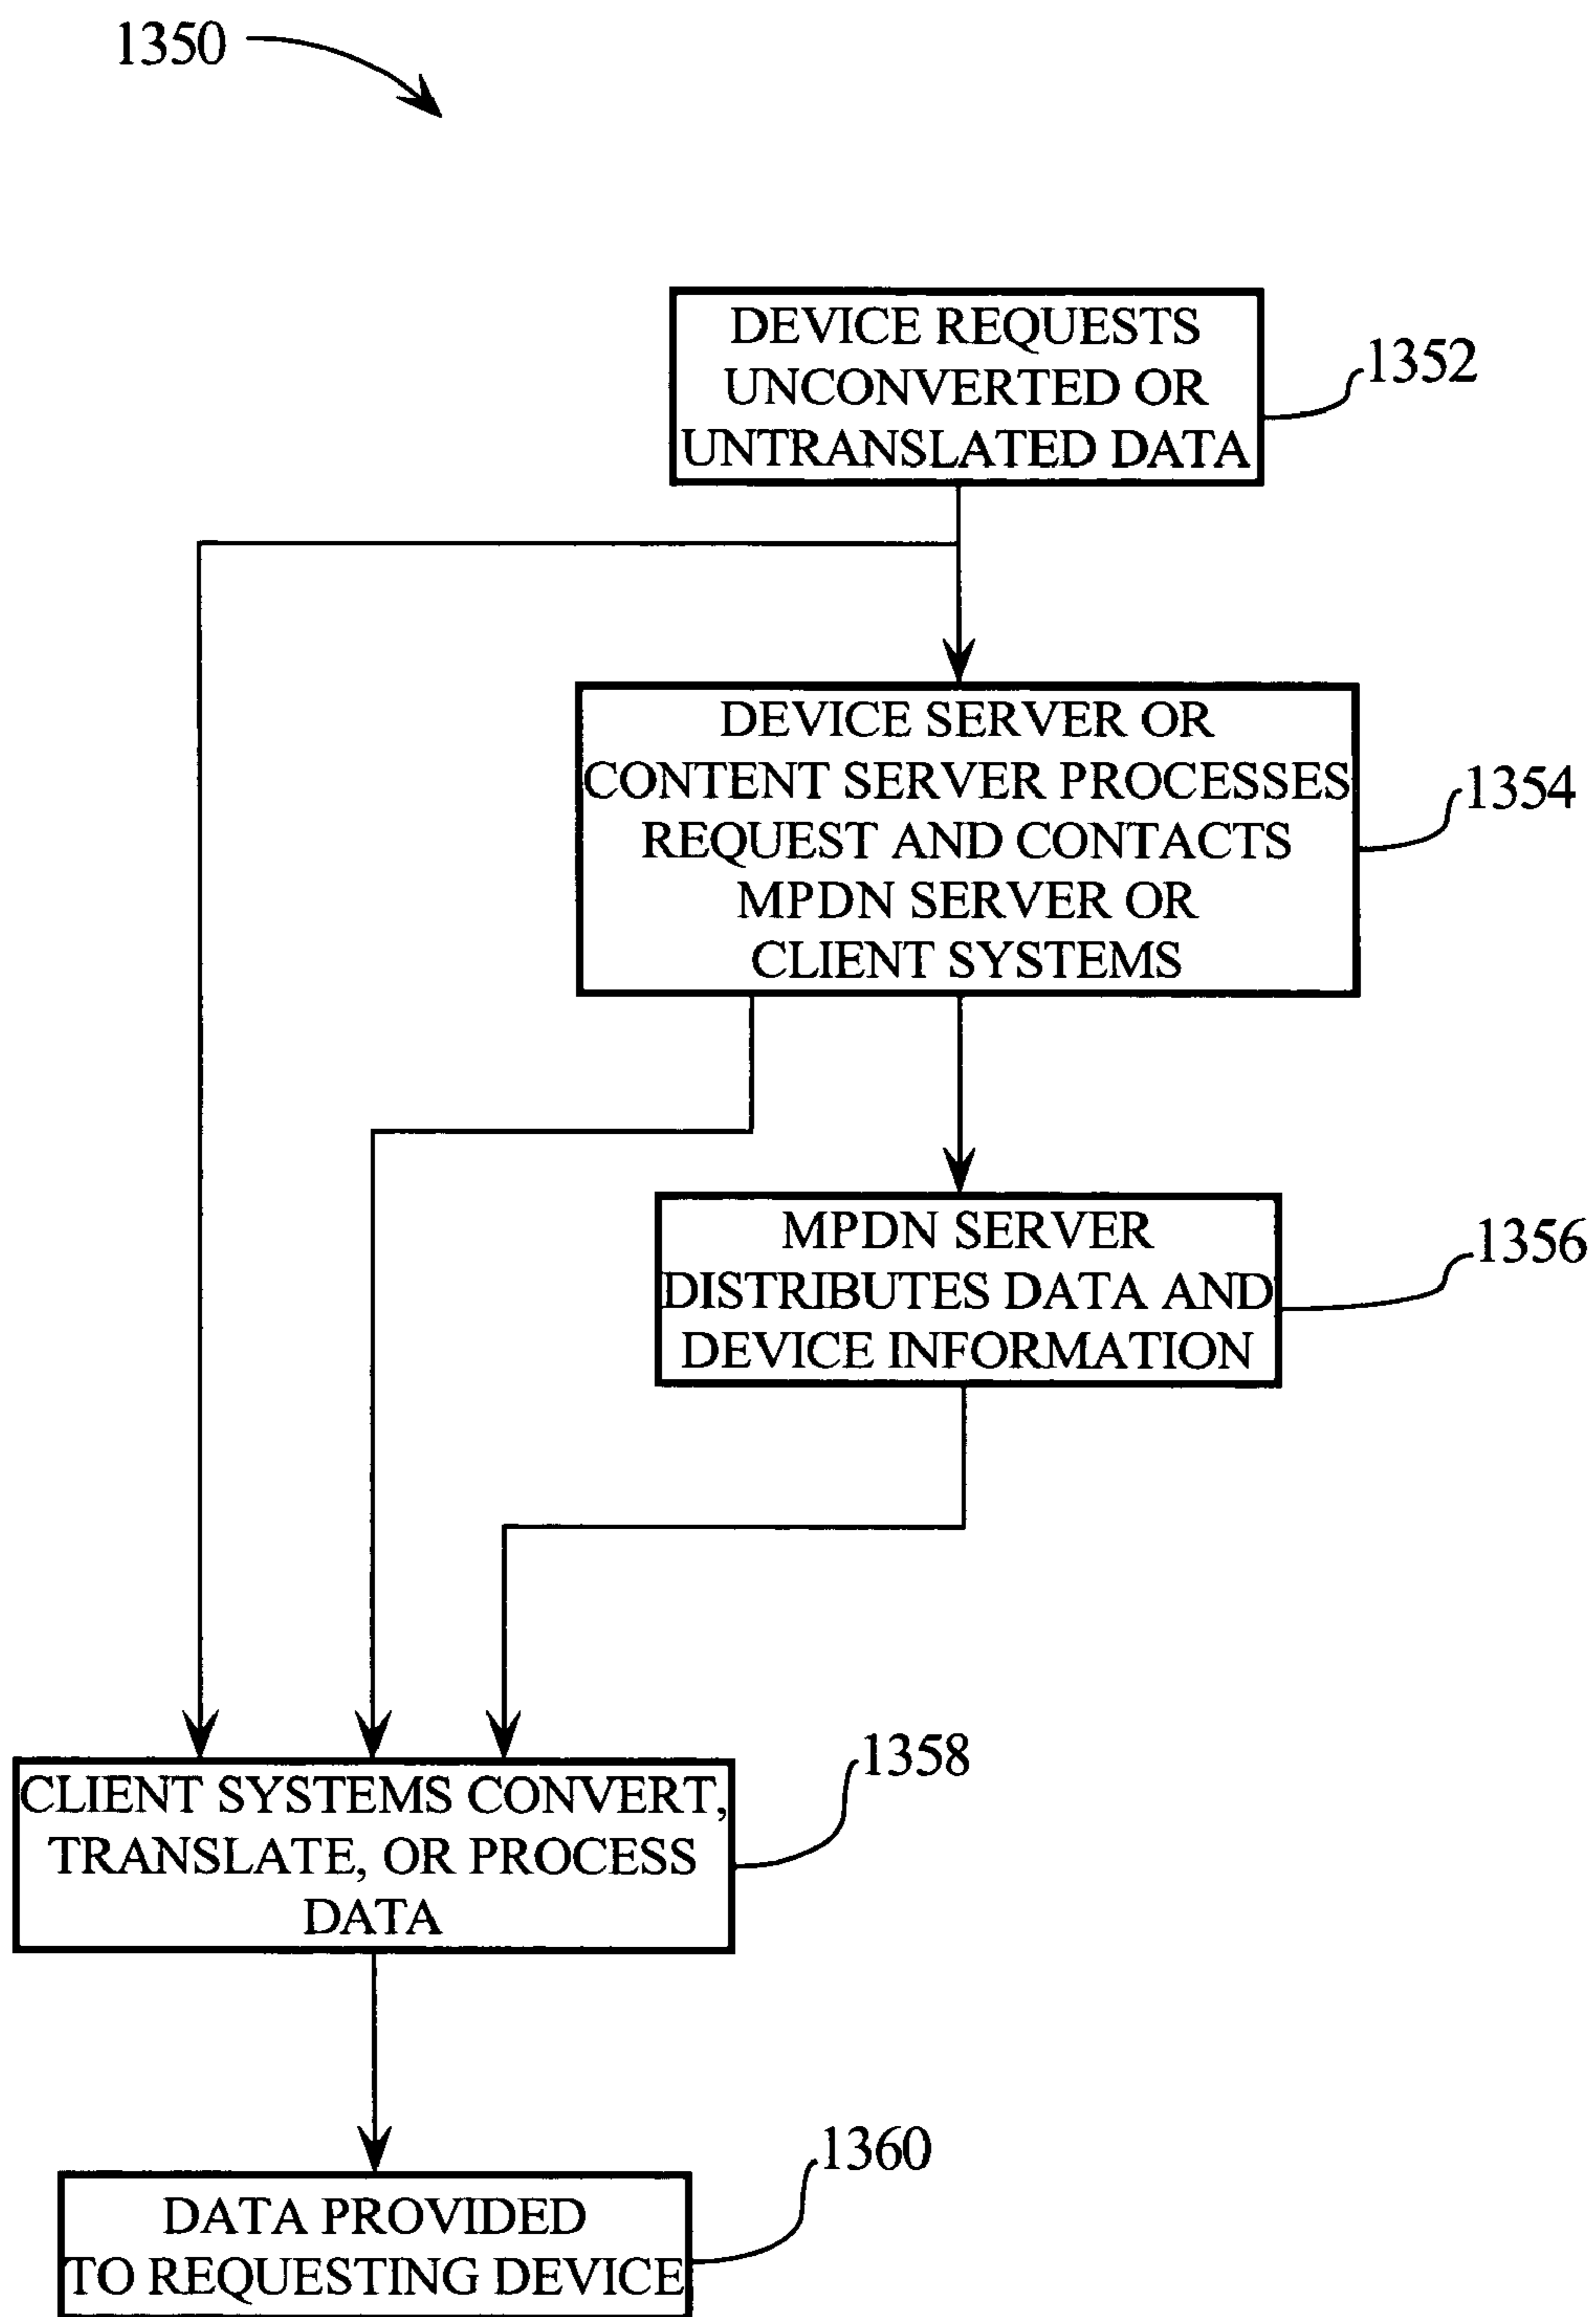 1350
DEVICE REQUESTS
UNCONVERTED OR
UNTRANSLATED DATA
1352
DEVICE SERVER OR
CONTENT SERVER PROCESSES
REQUEST AND CONTACTS
MPDN SERVER OR
CLIENT SYSTEMS
1354
MPDN SERVER
DISTRIBUTES DATA AND
DEVICE INFORMATION
1356
CLIENT SYSTEMS CONVERT,
TRANSLATE, OR PROCESS
DATA
1358
DATA PROVIDED
TO REQUESTING DEVICE
1360